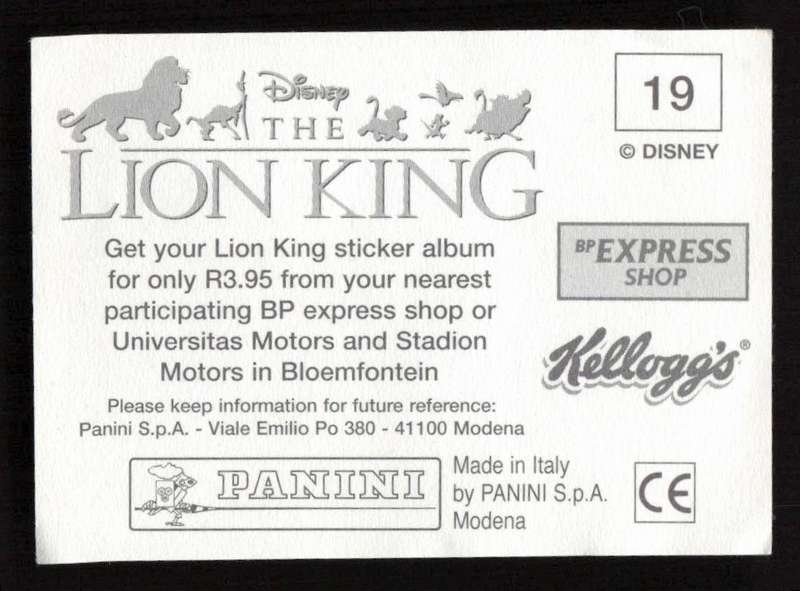 Disney
THE
LION KING
19
© DISNEY
Get your Lion King sticker album
for only R3.95 from your nearest
participating BP express shop or
Universitas Motors and Stadion
Motors in Bloemfontein
BP EXPRESS
SHOP
Kellogg's®
Please keep information for future reference:
Panini S.p.A. - Viale Emilio Po 380 - 41100 Modena
PANINI
Made in Italy
by PANINI S.p.A.
Modena
CE